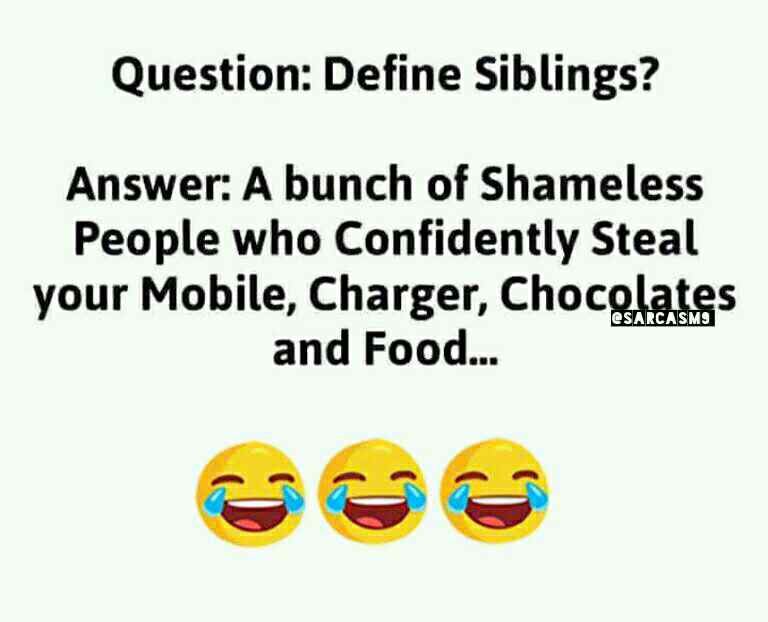 Question: Define Siblings?
Answer: A bunch of Shameless
People who Confidently Steal
your Mobile, Charger, Chocolates
@SARCASM9
and Food...